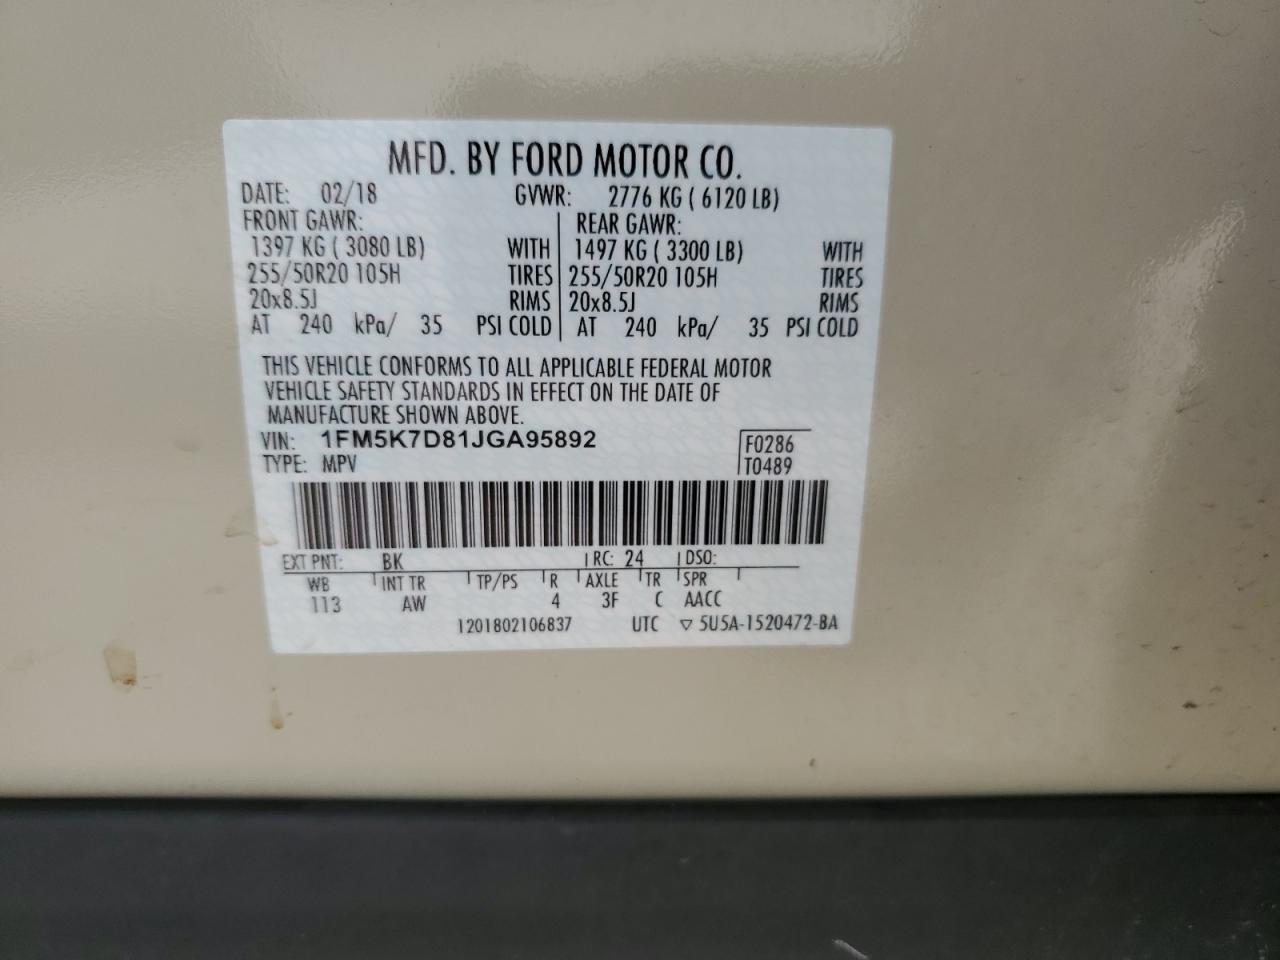 MFD. BY FORD MOTOR CO.
DATE: 02/18 GVWR: 2776 KG ( 6120 LB)
FRONT GAWR: REAR GAWR:
1397 KG ( 3080 LB) WITH 1497 KG ( 3300 LB) WITH
255/50R20 105H TIRES 255/50R20 105H TIRES
20x8.5J RIMS 20x8.5J RIMS
AT 240 kPa/ 35 PSI COLD AT 240 kPa/ 35 PSI COLD
THIS VEHICLE CONFORMS TO ALL APPLICABLE FEDERAL MOTOR
VEHICLE SAFETY STANDARDS IN EFFECT ON THE DATE OF
MANUFACTURE SHOWN ABOVE.
VIN: 1FM5K7D81JGA95892 F0286
TYPE: MPV T0489
EXT PNT: BK RC: 24 DSO:
WB INT TR TP/PS R AXLE TR SPR
113 AW 4 3F C AACC
1201802106837 UTC ▽ 5U5A-1520472-BA